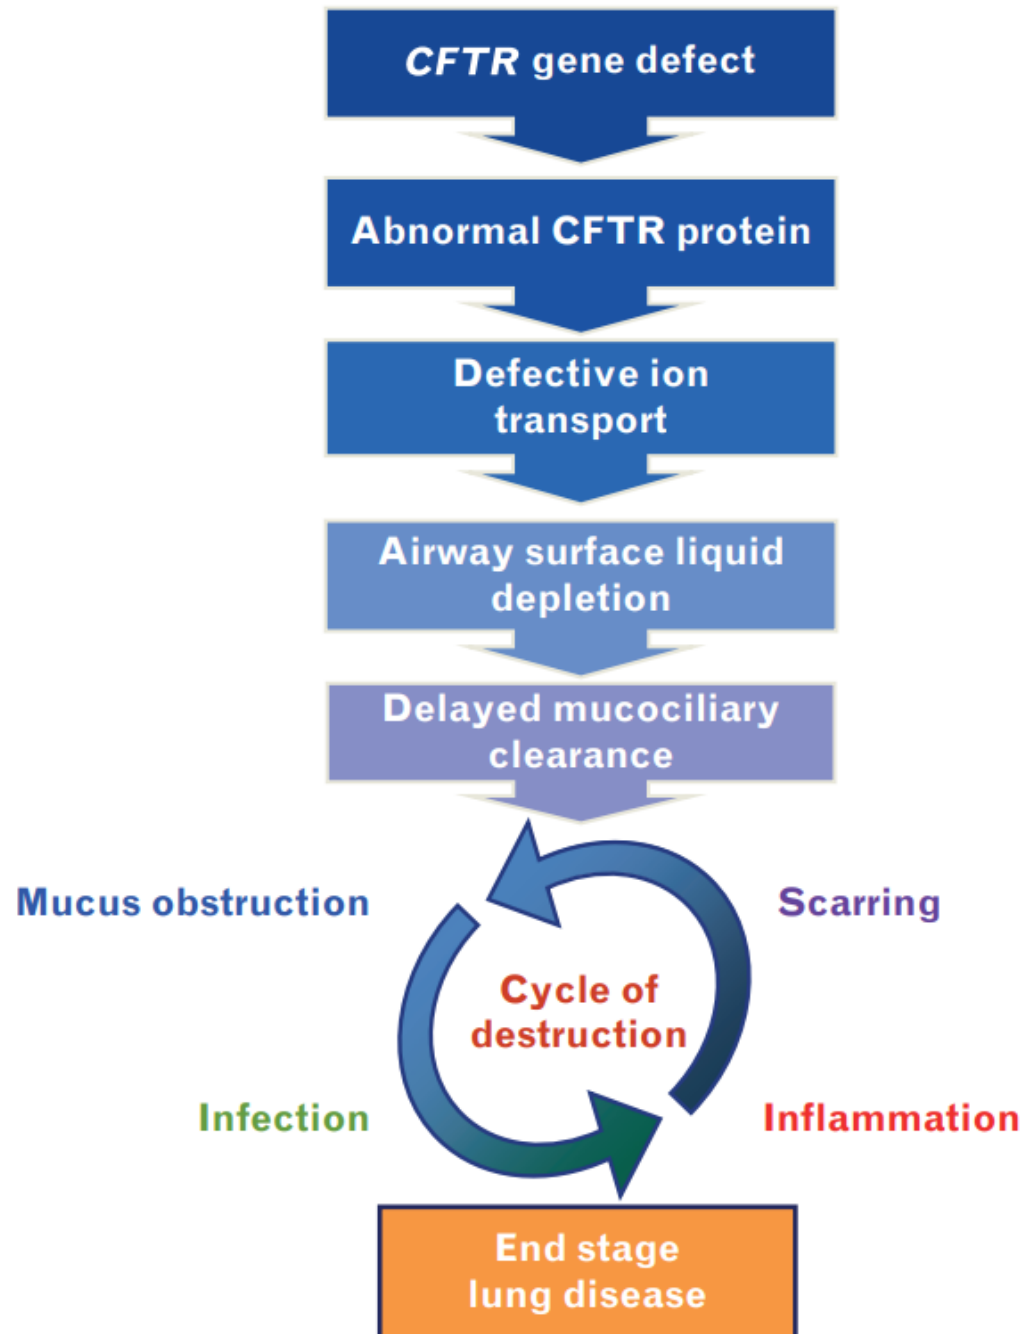 CFTR gene defect
Abnormal CFTR protein
Defective ion
transport
Airway surface liquid
depletion
Delayed mucociliary
clearance
Mucus obstruction
Scarring
Cycle of
destruction
Infection
Inflammation
End stage
lung disease